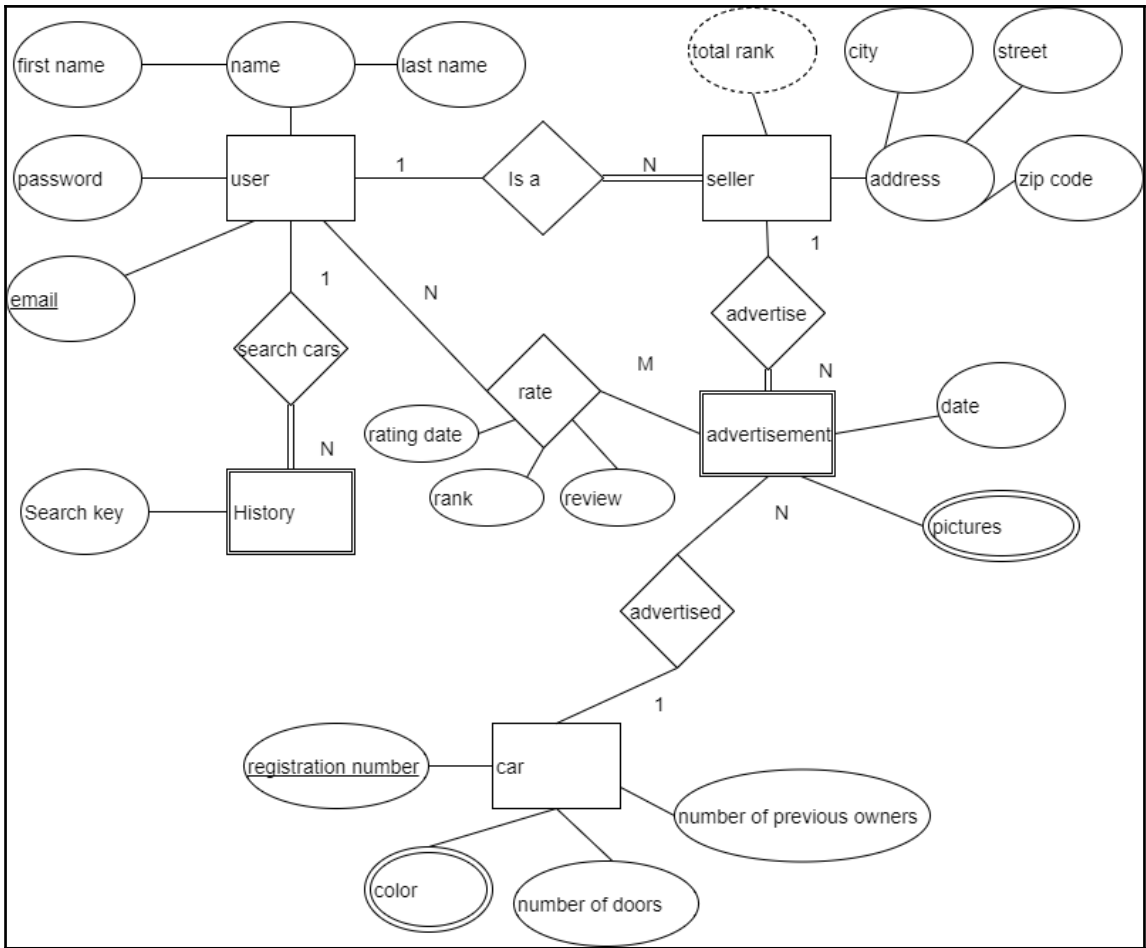 first name
name
last name
total rank
city
street
password
user
1
Is a
N
seller
address
zip code
email
1
N
1
advertise
search cars
M
N
rate
date
rating date
advertisement
N
rank
review
Search key
History
N
pictures
advertised
1
registration number
car
number of previous owners
color
number of doors